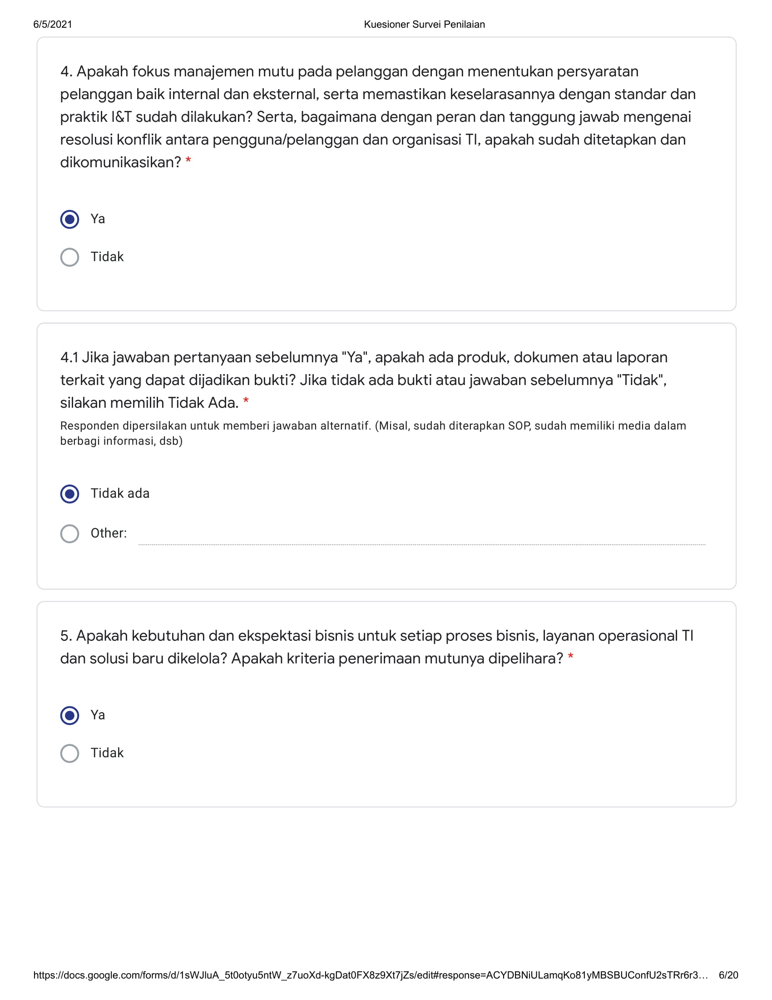 6/5/2021 Kuesioner Survei Penilaian
4. Apakah fokus manajemen mutu pada pelanggan dengan menentukan persyaratan
pelanggan baik internal dan eksternal, serta memastikan keselarasannya dengan standar dan
praktik I&T sudah dilakukan? Serta, bagaimana dengan peran dan tanggung jawab mengenai
resolusi konflik antara pengguna/pelanggan dan organisasi TI, apakah sudah ditetapkan dan
dikomunikasikan? *
Ya
Tidak
4.1 Jika jawaban pertanyaan sebelumnya "Ya", apakah ada produk, dokumen atau laporan
terkait yang dapat dijadikan bukti? Jika tidak ada bukti atau jawaban sebelumnya "Tidak",
silakan memilih Tidak Ada. *
Responden dipersilakan untuk memberi jawaban alternatif. (Misal, sudah diterapkan SOP, sudah memiliki media dalam
berbagi informasi, dsb)
Tidak ada
Other:
5. Apakah kebutuhan dan ekspektasi bisnis untuk setiap proses bisnis, layanan operasional TI
dan solusi baru dikelola? Apakah kriteria penerimaan mutunya dipelihara? *
Ya
Tidak
https://docs.google.com/forms/d/1sWJIuA_5t0otyu5ntW_z7uoXd-kgDat0FX8z9Xt7jZs/edit#response=ACYDBNiULamqKo81yMBSBUConfU2sTRr6r3… 6/20